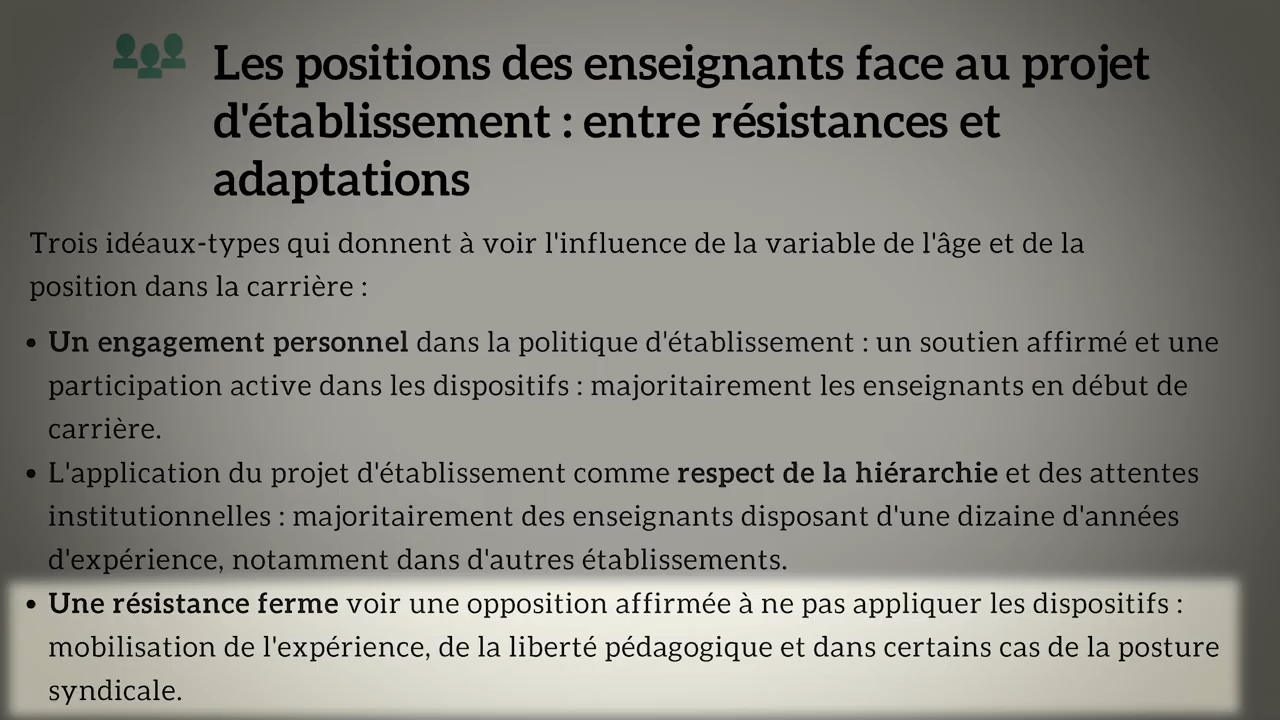 Les positions des enseignants face au projet
d'établissement : entre résistances et
adaptations
Trois idéaux-types qui donnent à voir l'influence de la variable de l'âge et de la
position dans la carrière :
• Un engagement personnel dans la politique d'établissement : un soutien affirmé et une
participation active dans les dispositifs : majoritairement les enseignants en début de
carrière.
• L'application du projet d'établissement comme respect de la hiérarchie et des attentes
institutionnelles : majoritairement des enseignants disposant d'une dizaine d'années
d'expérience, notamment dans d'autres établissements.
• Une résistance ferme voir une opposition affirmée à ne pas appliquer les dispositifs :
mobilisation de l'expérience, de la liberté pédagogique et dans certains cas de la posture
syndicale.